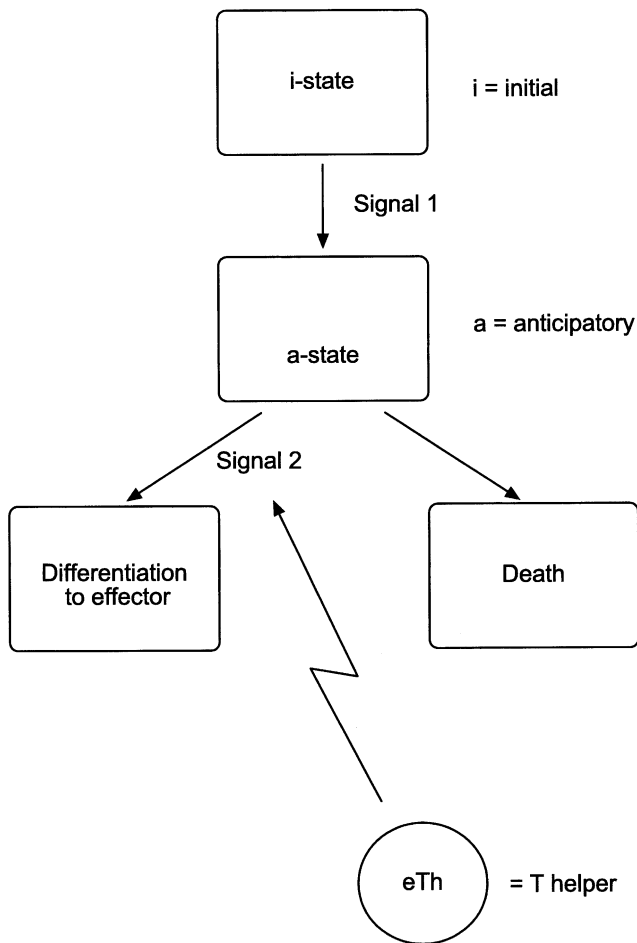 i-state
i = initial
Signal 1
a = anticipatory
a-state
Signal 2
Differentiation
to effector
Death
eTh
= T helper